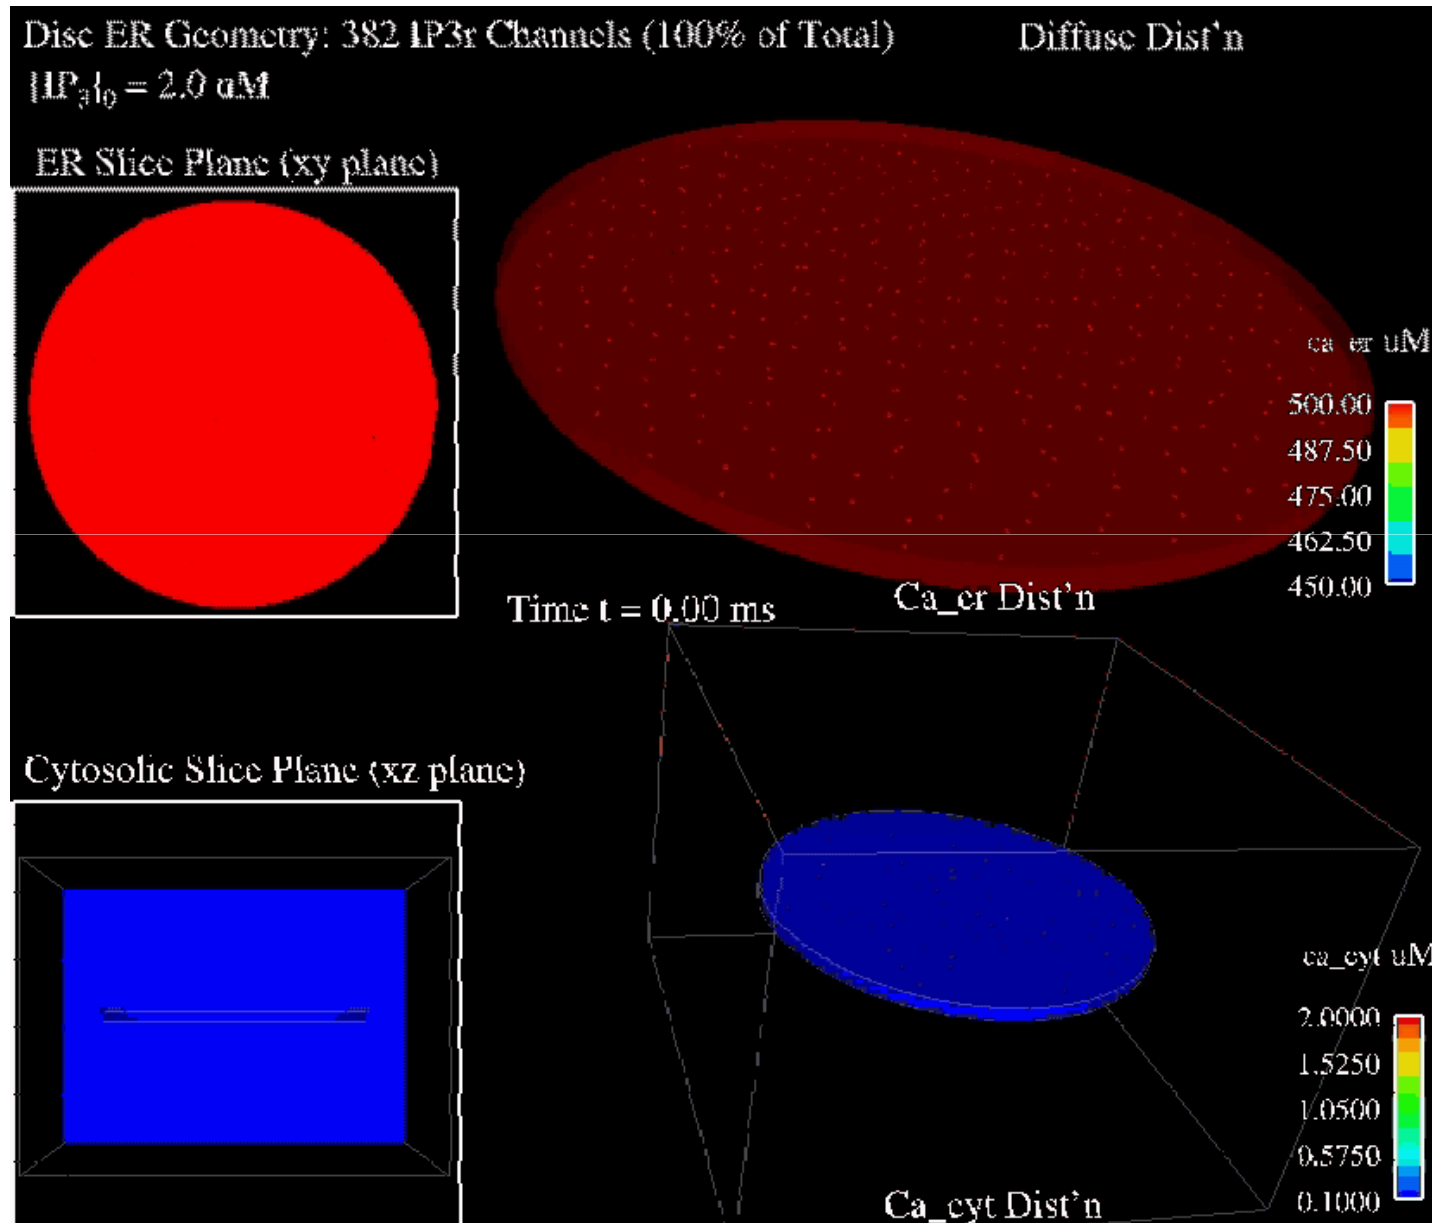 Disc ER Geometry: 382 IP3r Channels (100% of Total)
Diffuse Dist'n
[IP3]0 = 2.0 uM
ER Slice Plane (xy plane)
ca_er uM
500.00
487.50
475.00
462.50
450.00
Ca_er Dist'n
Time t = 0.00 ms
Cytosolic Slice Plane (xz plane)
ca_cyt uM
2.0000
1.5250
1.0500
0.5750
0.1000
Ca_cyt Dist'n